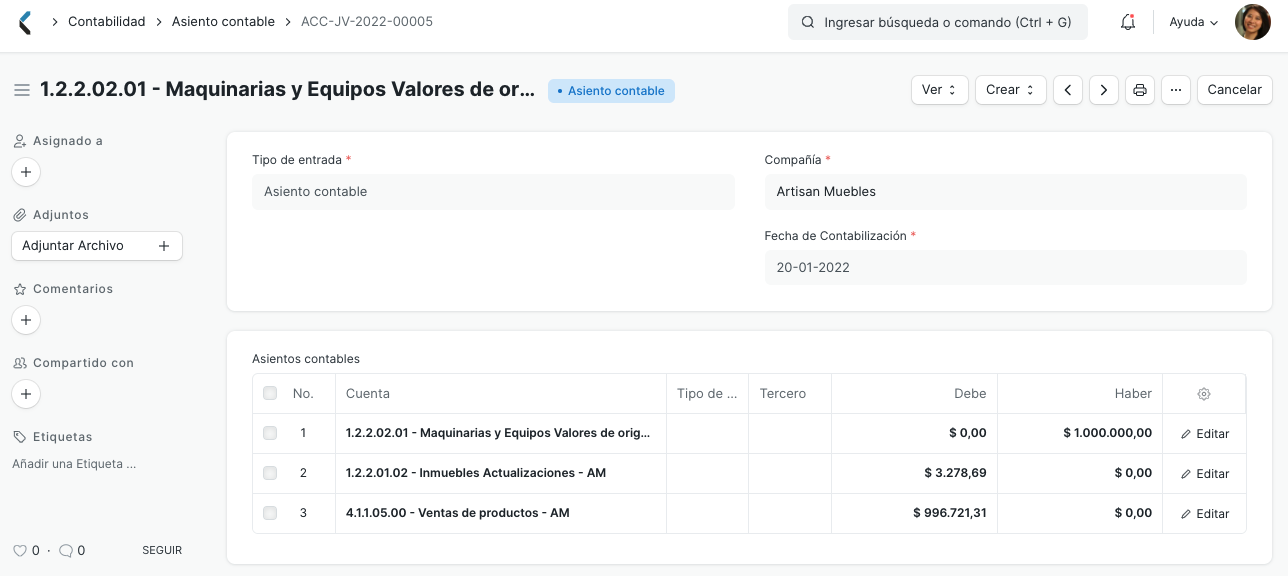 Contabilidad Asiento contable ACC-JV-2022-00005 Ingresar búsqueda o comando (Ctrl + G) Ayuda
1.2.2.02.01 - Maquinarias y Equipos Valores de or... Asiento contable Ver Crear ... Cancelar
Asignado a
Adjuntos
Adjuntar Archivo +
Comentarios
Compartido con
Etiquetas
Añadir una Etiqueta ...
0 · 0 SEGUIR
Tipo de entrada *
Asiento contable
Compañía *
Artisan Muebles
Fecha de Contabilización *
20-01-2022
Asientos contables
No. Cuenta Tipo de ... Tercero Debe Haber
1 1.2.2.02.01 - Maquinarias y Equipos Valores de orig... $ 0,00 $ 1.000.000,00 Editar
2 1.2.2.01.02 - Inmuebles Actualizaciones - AM $ 3.278,69 $ 0,00 Editar
3 4.1.1.05.00 - Ventas de productos - AM $ 996.721,31 $ 0,00 Editar